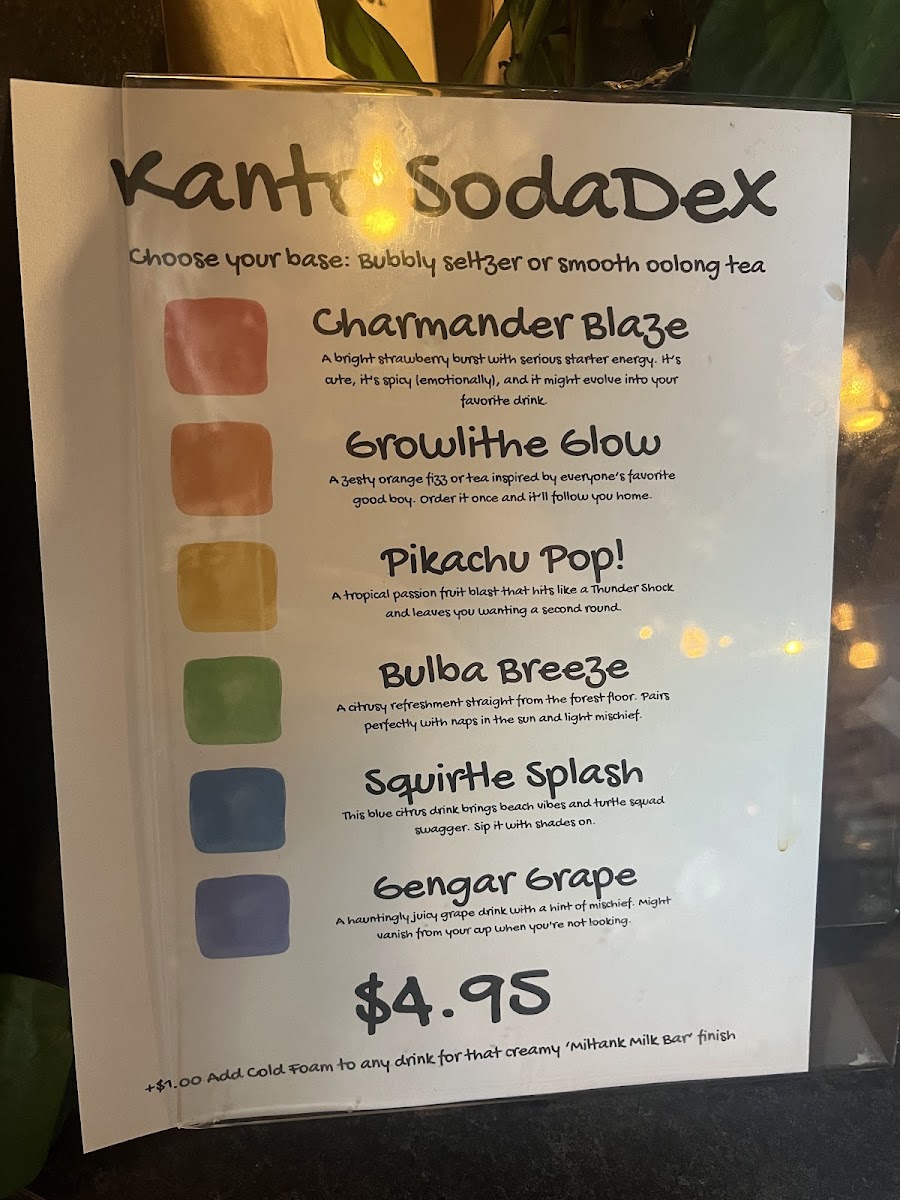 Kanto SodaDex
Choose your base: Bubbly seltzer or smooth oolong tea
Charmander Blaze
A bright strawberry burst with serious starter energy. It's
cute, it's spicy (emotionally), and it might evolve into your
favorite drink.
Growlithe Glow
A zesty orange fizz or tea inspired by everyone's favorite
good boy. Order it once and it'll follow you home.
Pikachu Pop!
A tropical passion fruit blast that hits like a Thunder Shock
and leaves you wanting a second round.
Bulba Breeze
A citrusy refreshment straight from the forest floor. Pairs
perfectly with naps in the sun and light mischief.
Squirtle Splash
This blue citrus drink brings beach vibes and turtle squad
swagger. Sip it with shades on.
Gengar Grape
A hauntingly juicy grape drink with a hint of mischief. Might
vanish from your cup when you're not looking.
$4.95
+$1.00 Add Cold Foam to any drink for that creamy 'Miltank Milk Bar' finish